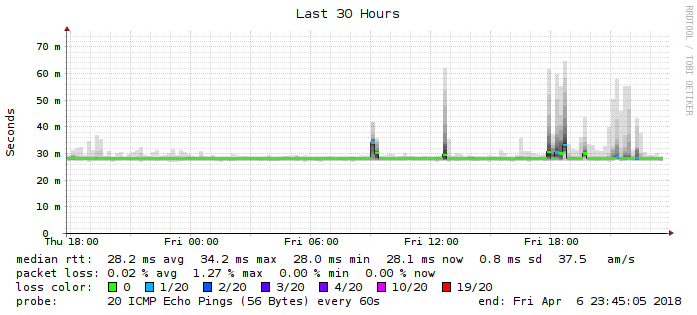 Last 30 Hours
RRDTOOL / TOBI OETIKER
Seconds
70 m
60 m
50 m
40 m
30 m
20 m
10 m
0
Thu 18:00 Fri 00:00 Fri 06:00 Fri 12:00 Fri 18:00
median rtt: 28.2 ms avg 34.2 ms max 28.0 ms min 28.1 ms now 0.8 ms sd 37.5 am/s
packet loss: 0.02 % avg 1.27 % max 0.00 % min 0.00 % now
loss color: 0 1/20 2/20 3/20 4/20 10/20 19/20
probe: 20 ICMP Echo Pings (56 Bytes) every 60s end: Fri Apr 6 23:45:05 2018